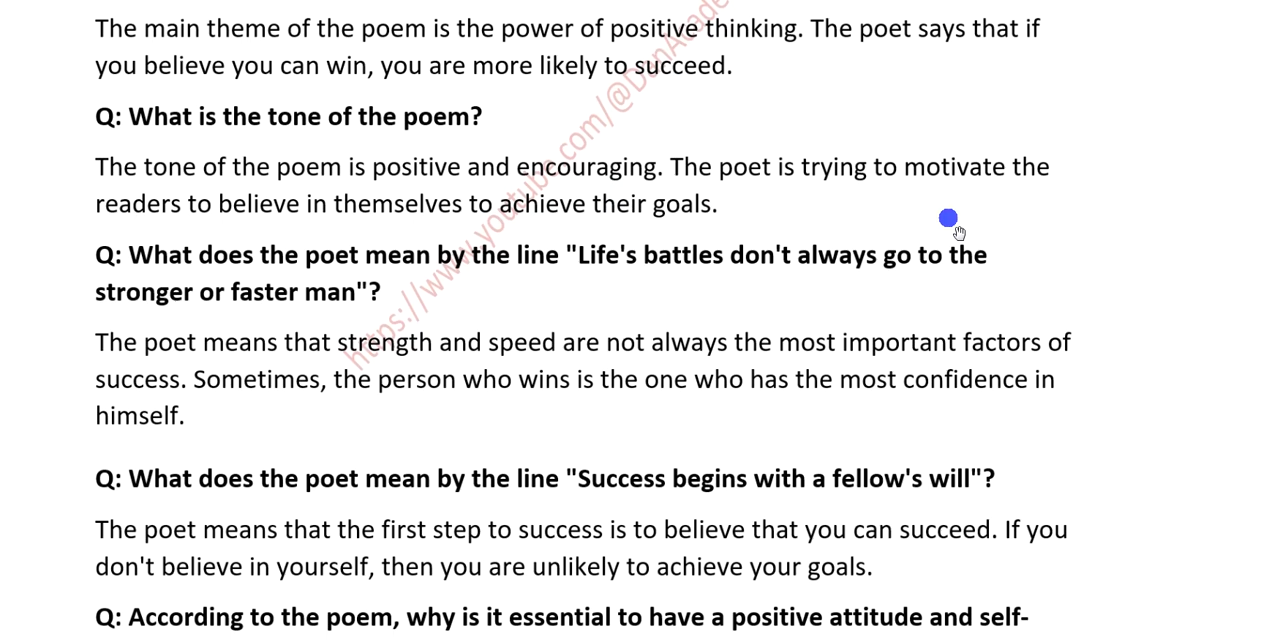 The main theme of the poem is the power of positive thinking. The poet says that if
you believe you can win, you are more likely to succeed.
Q: What is the tone of the poem?
The tone of the poem is positive and encouraging. The poet is trying to motivate the
readers to believe in themselves to achieve their goals.
Q: What does the poet mean by the line "Life's battles don't always go to the
stronger or faster man"?
The poet means that strength and speed are not always the most important factors of
success. Sometimes, the person who wins is the one who has the most confidence in
himself.
Q: What does the poet mean by the line "Success begins with a fellow's will"?
The poet means that the first step to success is to believe that you can succeed. If you
don't believe in yourself, then you are unlikely to achieve your goals.
Q: According to the poem, why is it essential to have a positive attitude and self-
https://www.youtube.com/